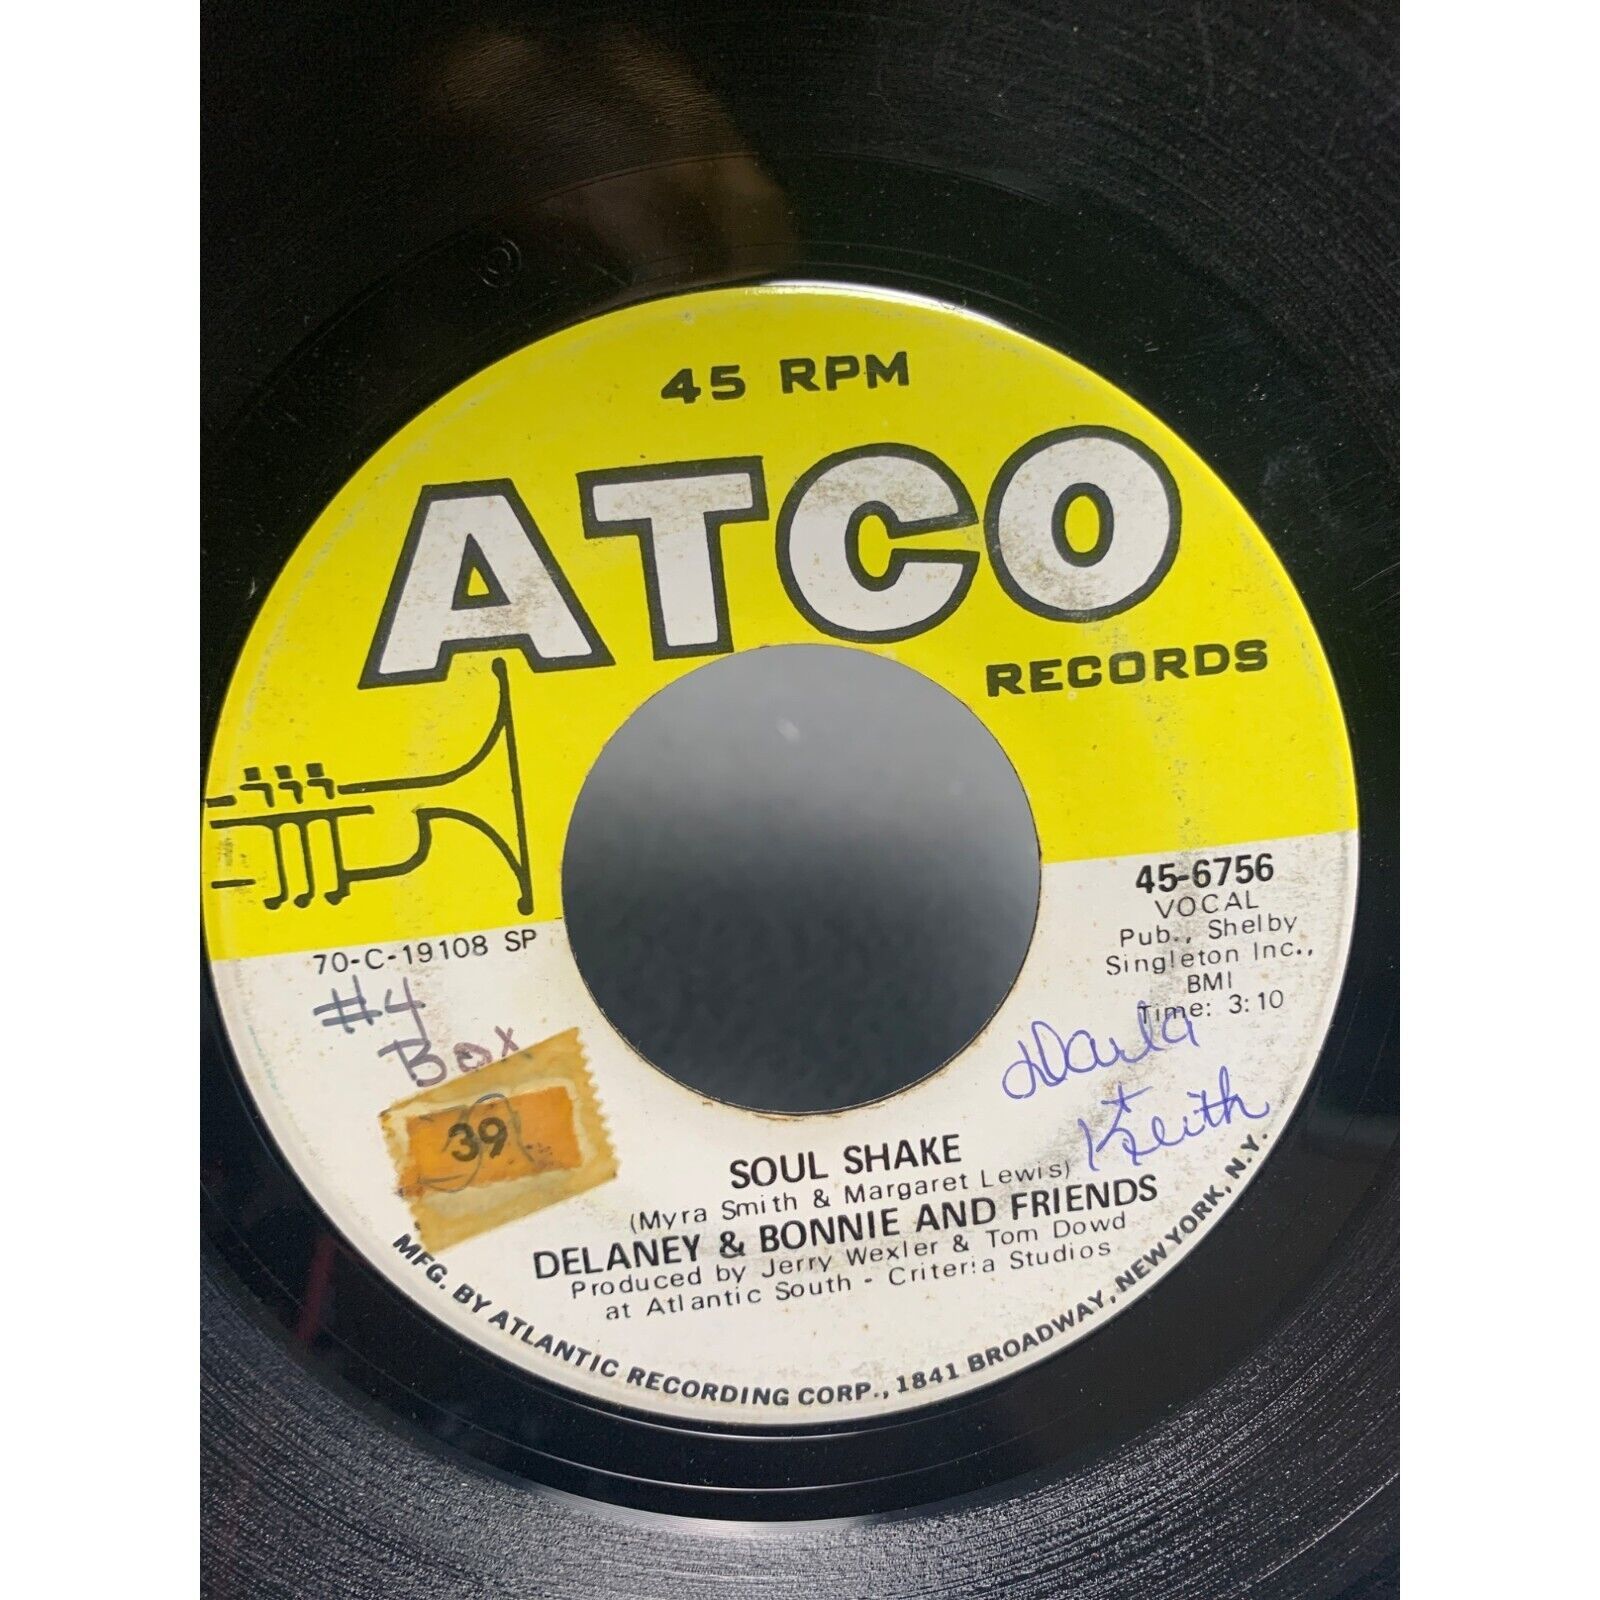 45 RPM
ATCO
RECORDS
45-6756
VOCAL
Pub., Shelby
Singleton Inc.,
BMI
Time: 3:10
70-C-19108 SP
#4
Box
39
Darla
Keith
SOUL SHAKE
(Myra Smith & Margaret Lewis)
DELANEY & BONNIE AND FRIENDS
Produced by Jerry Wexler & Tom Dowd
at Atlantic South - Criteria Studios
MFG. BY ATLANTIC RECORDING CORP., 1841 BROADWAY, NEW YORK, N.Y.